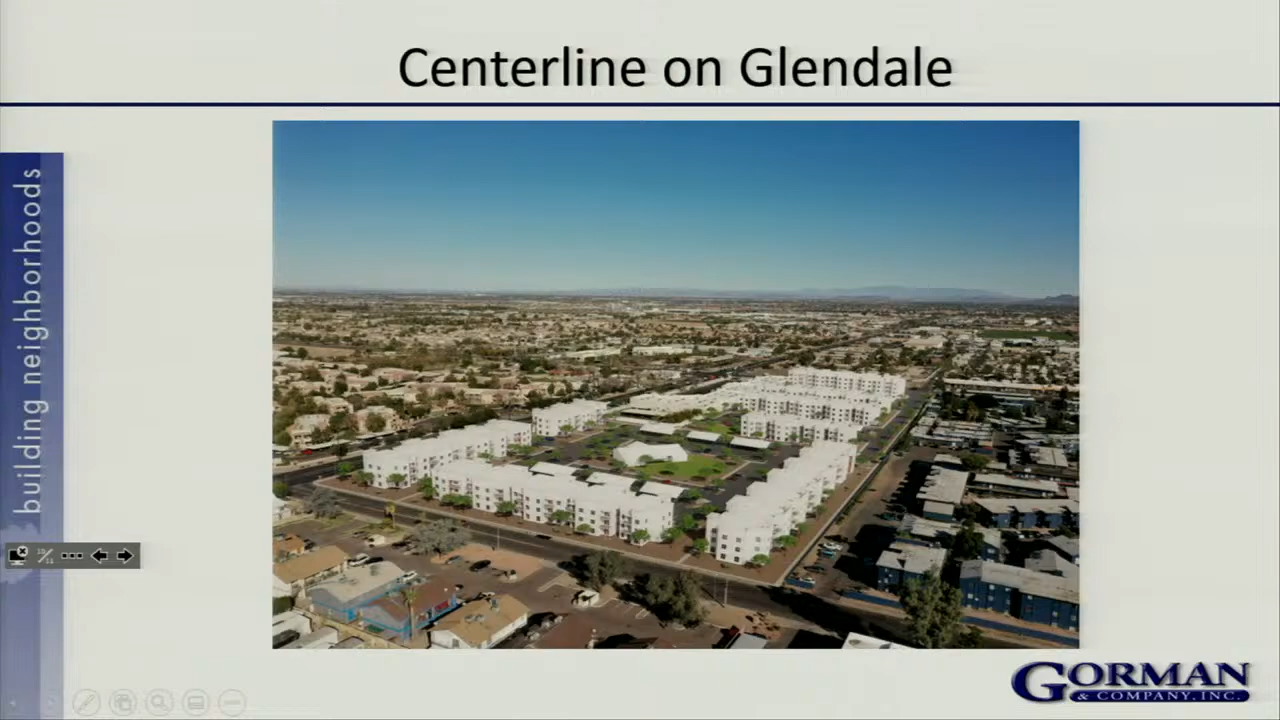 Centerline on Glendale
building neighborhoods
GORMAN
& COMPANY, INC.